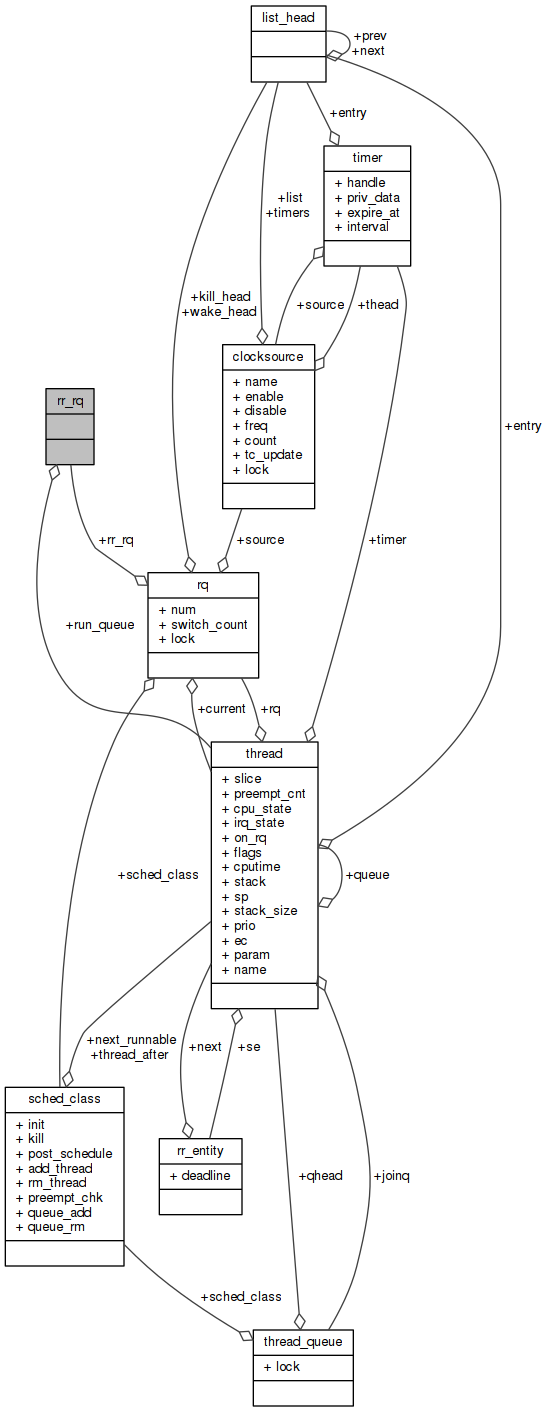 list_head
+prev
+next
+entry
timer
+ handle
+ priv_data
+ expire_at
+ interval
+list
+timers
+kill_head
+wake_head
+source
+thead
clocksource
+ name
+ enable
+ disable
+ freq
+ count
+ tc_update
+ lock
rr_rq
+entry
+rr_rq
+source
+timer
rq
+ num
+ switch_count
+ lock
+run_queue
+current
+rq
thread
+ slice
+ preempt_cnt
+ cpu_state
+ irq_state
+ on_rq
+ flags
+ cputime
+ stack
+ sp
+ stack_size
+ prio
+ ec
+ param
+ name
+sched_class
+queue
+next_runnable
+thread_after
+next
+se
sched_class
+ init
+ kill
+ post_schedule
+ add_thread
+ rm_thread
+ preempt_chk
+ queue_add
+ queue_rm
rr_entity
+ deadline
+qhead
+joinq
+sched_class
thread_queue
+ lock